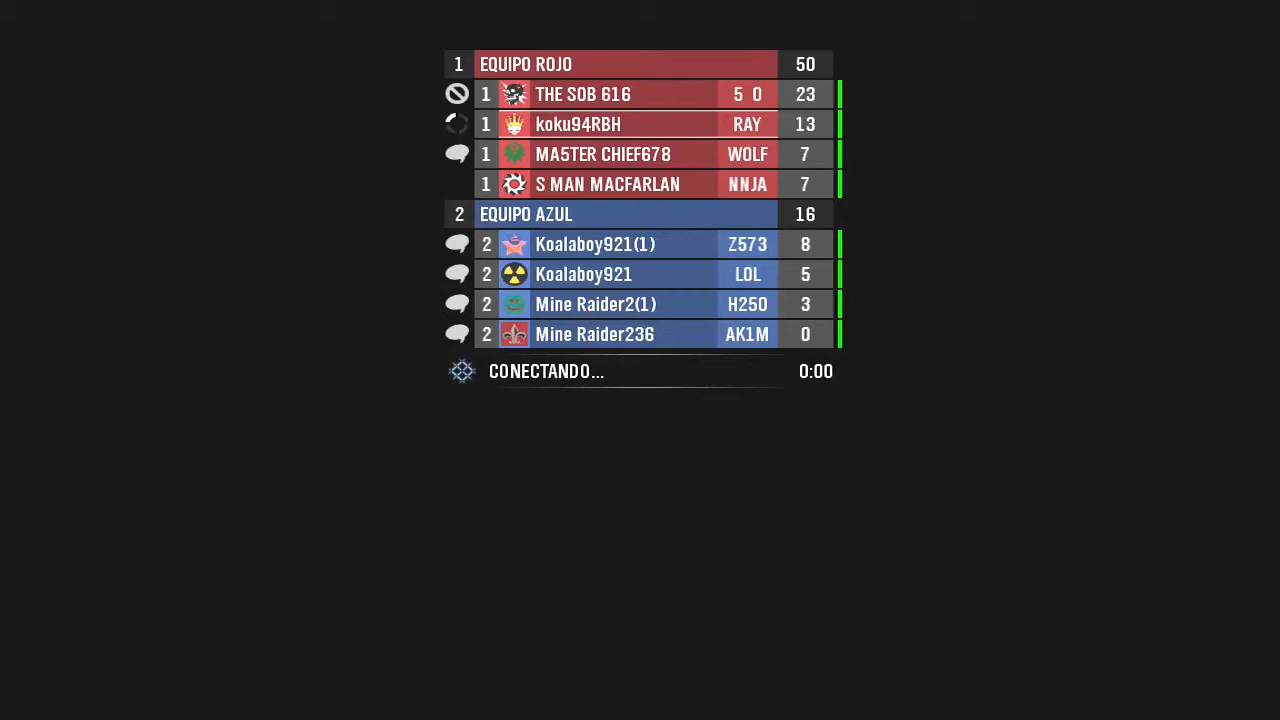 1 EQUIPO ROJO 50
1 THE SOB 616 5 0 23
1 koku94RBH RAY 13
1 MA5TER CHIEF678 WOLF 7
1 S MAN MACFARLAN NNJA 7
2 EQUIPO AZUL 16
2 Koalaboy921(1) Z573 8
2 Koalaboy921 LOL 5
2 Mine Raider2(1) H250 3
2 Mine Raider236 AK1M 0
CONECTANDO... 0:00